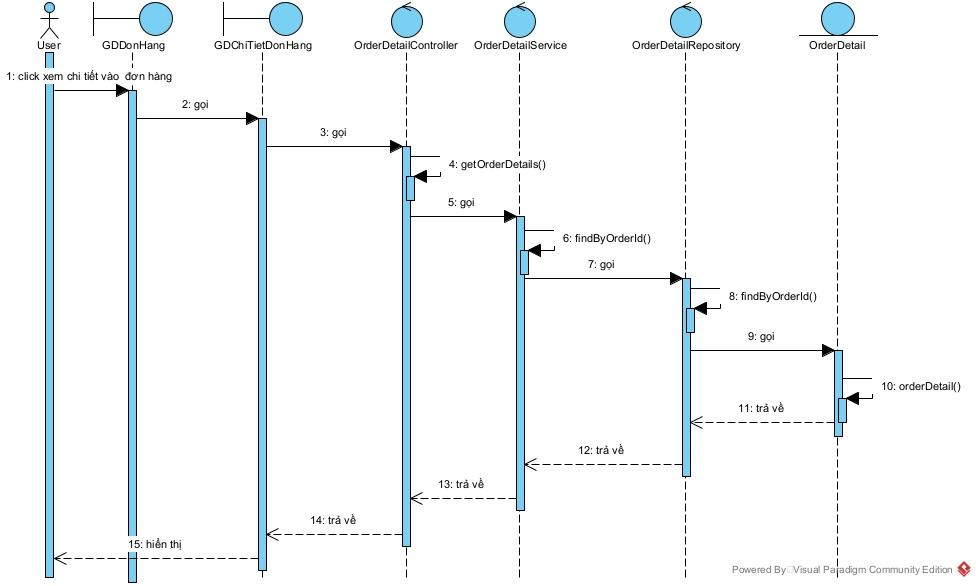 User
GDDonHang
GDChiTietDonHang
OrderDetailController
OrderDetailService
OrderDetailRepository
OrderDetail
1: click xem chi tiết vào đơn hàng
2: gọi
3: gọi
4: getOrderDetails()
5: gọi
6: findByOrderId()
7: gọi
8: findByOrderId()
9: gọi
10: orderDetail()
11: trả về
12: trả về
13: trả về
14: trả về
15: hiển thị
Powered By Visual Paradigm Community Edition